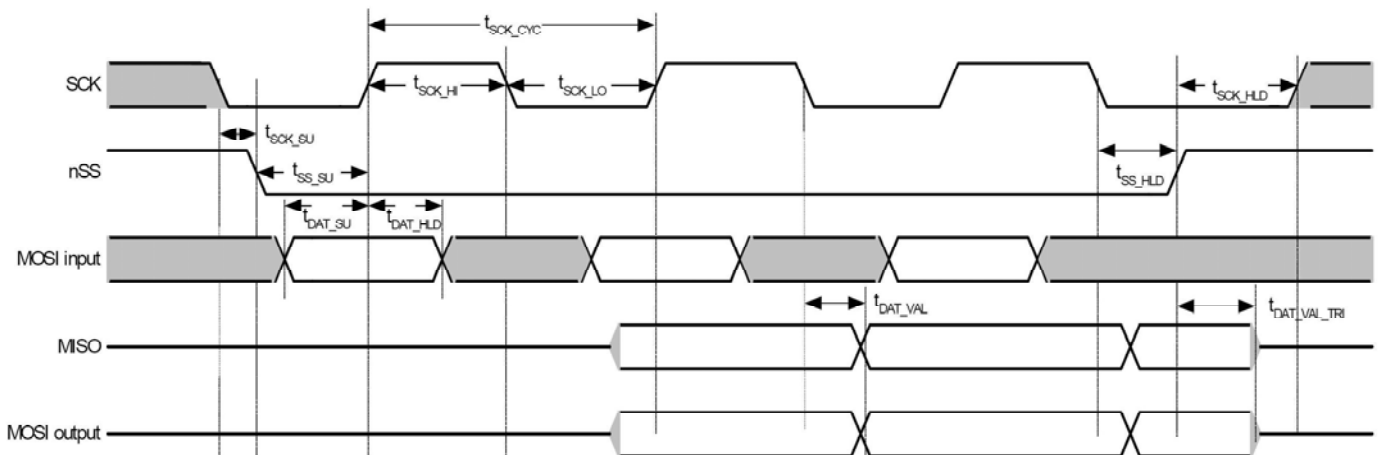 tSCK_CYC
SCK
tSCK_HI
tSCK_LO
tSCK_HLD
tSCK_SU
nSS
tSS_SU
tSS_HLD
tDAT_SU
tDAT_HLD
MOSI input
tDAT_VAL
tDAT_VAL_TRI
MISO
MOSI output